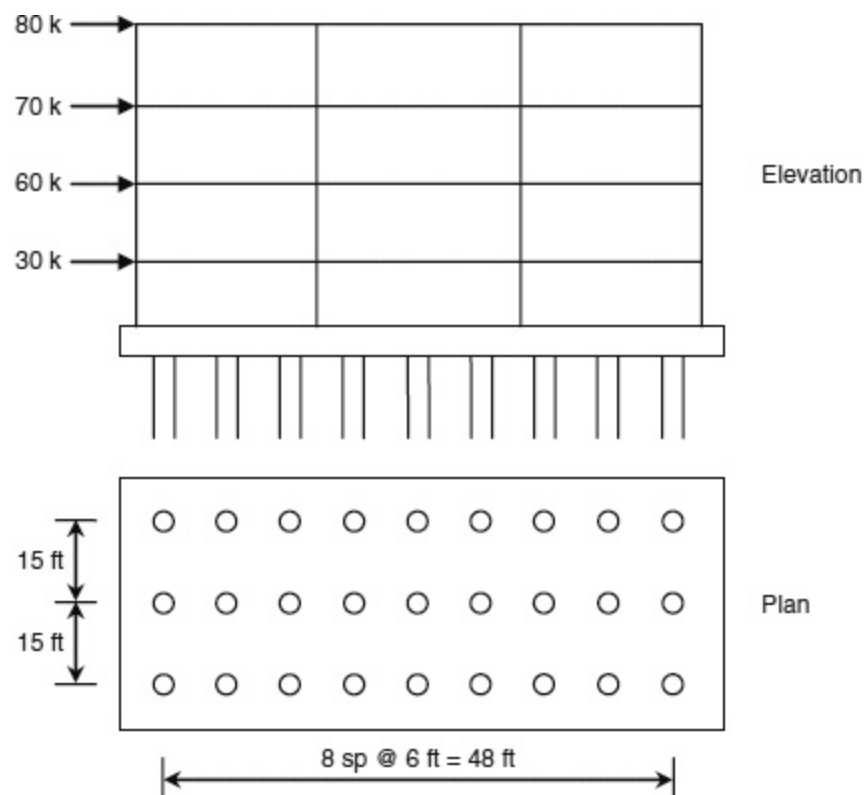 80 k
70 k
60 k
Elevation
30 k
15 ft
Plan
15 ft
8 sp @ 6 ft = 48 ft